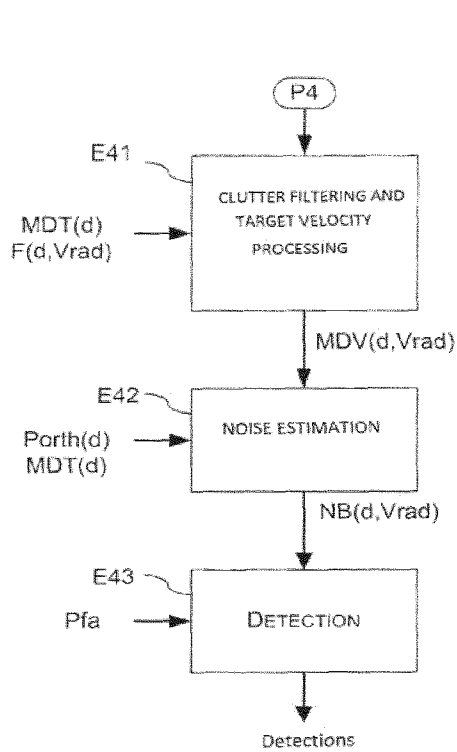 P4
E41
CLUTTER FILTERING AND
TARGET VELOCITY
PROCESSING
MDT(d)
F(d,Vrad)
MDV(d,Vrad)
E42
NOISE ESTIMATION
Porth(d)
MDT(d)
NB(d,Vrad)
E43
DETECTION
Pfa
Detections